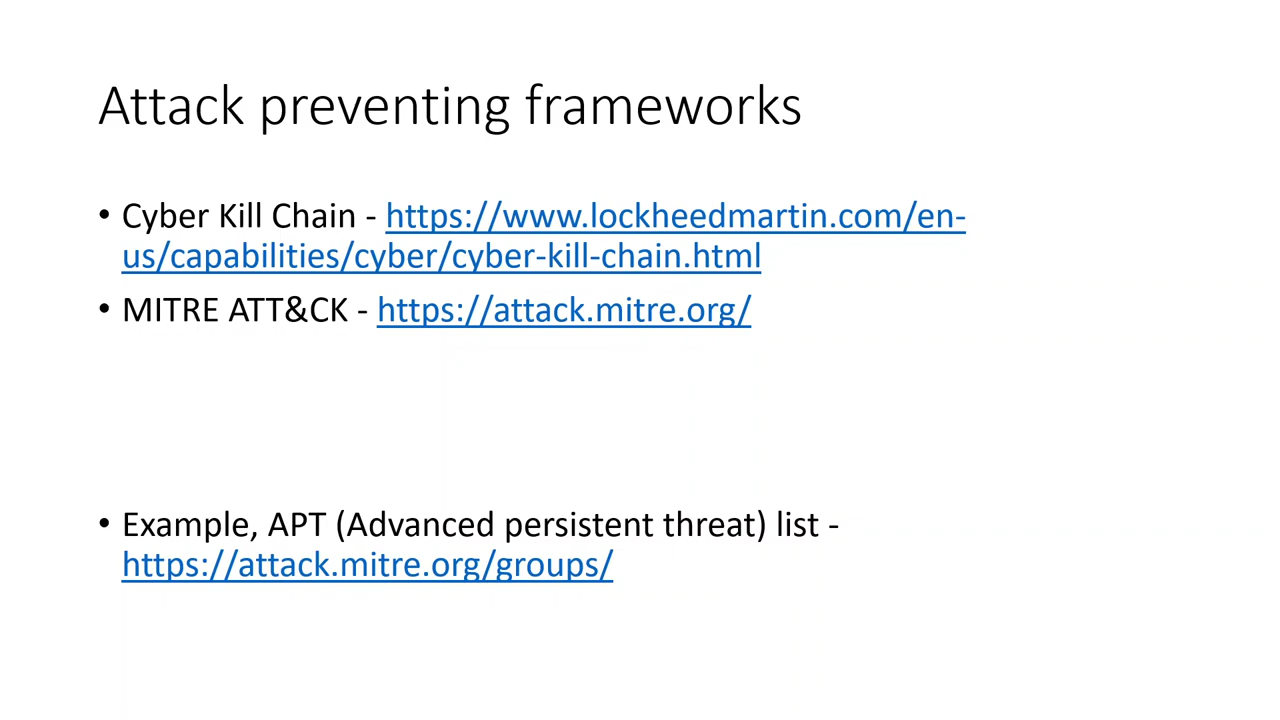 Attack preventing frameworks
• Cyber Kill Chain - https://www.lockheedmartin.com/en-
us/capabilities/cyber/cyber-kill-chain.html
• MITRE ATT&CK - https://attack.mitre.org/
• Example, APT (Advanced persistent threat) list -
https://attack.mitre.org/groups/